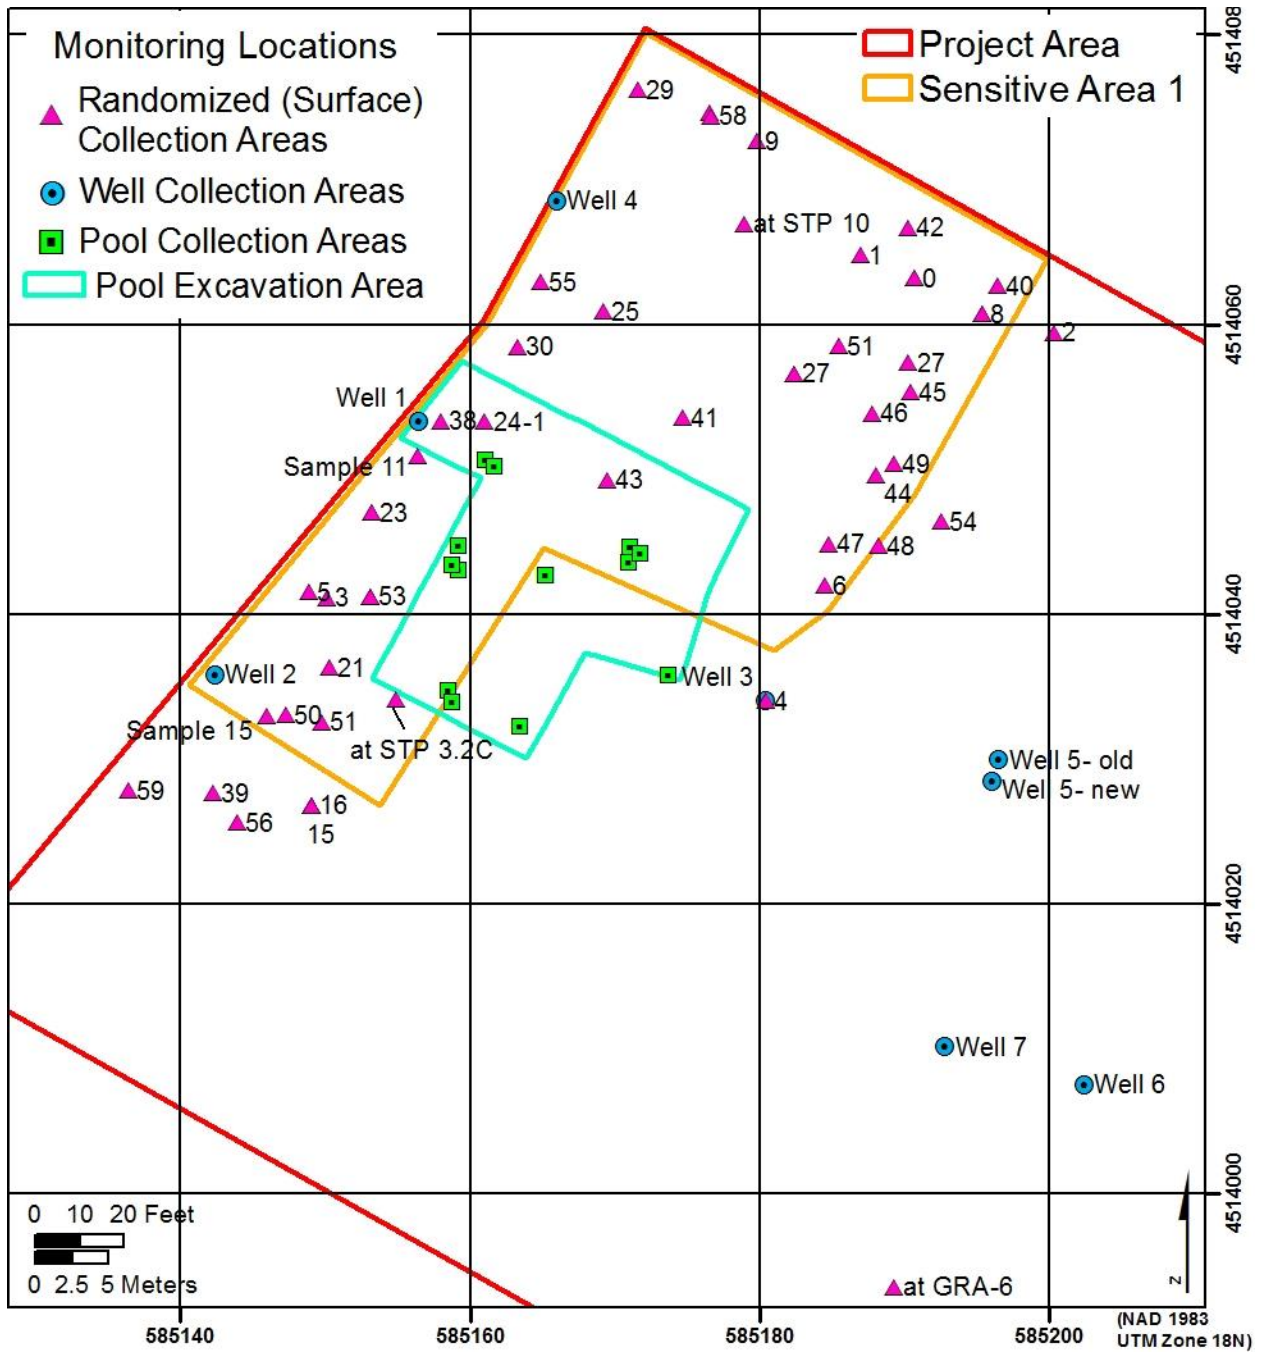 Monitoring Locations
Randomized (Surface)
Collection Areas
Well Collection Areas
Pool Collection Areas
Pool Excavation Area
Project Area
Sensitive Area 1
451408
29
58
9
Well 4
at STP 10
42
1
55
0
40
25
8
4514060
2
30
51
27
27
45
Well 1
38
24-1
41
46
Sample 11
43
49
44
23
54
47
48
5
3
53
6
4514040
21
Well 2
Well 3
4
Sample 15
50
51
at STP 3.2C
Well 5- old
Well 5- new
59
39
16
56
15
4514020
Well 7
Well 6
4514000
0 10 20 Feet
0 2.5 5 Meters
at GRA-6
N
585140
585160
585180
585200
(NAD 1983
UTM Zone 18N)